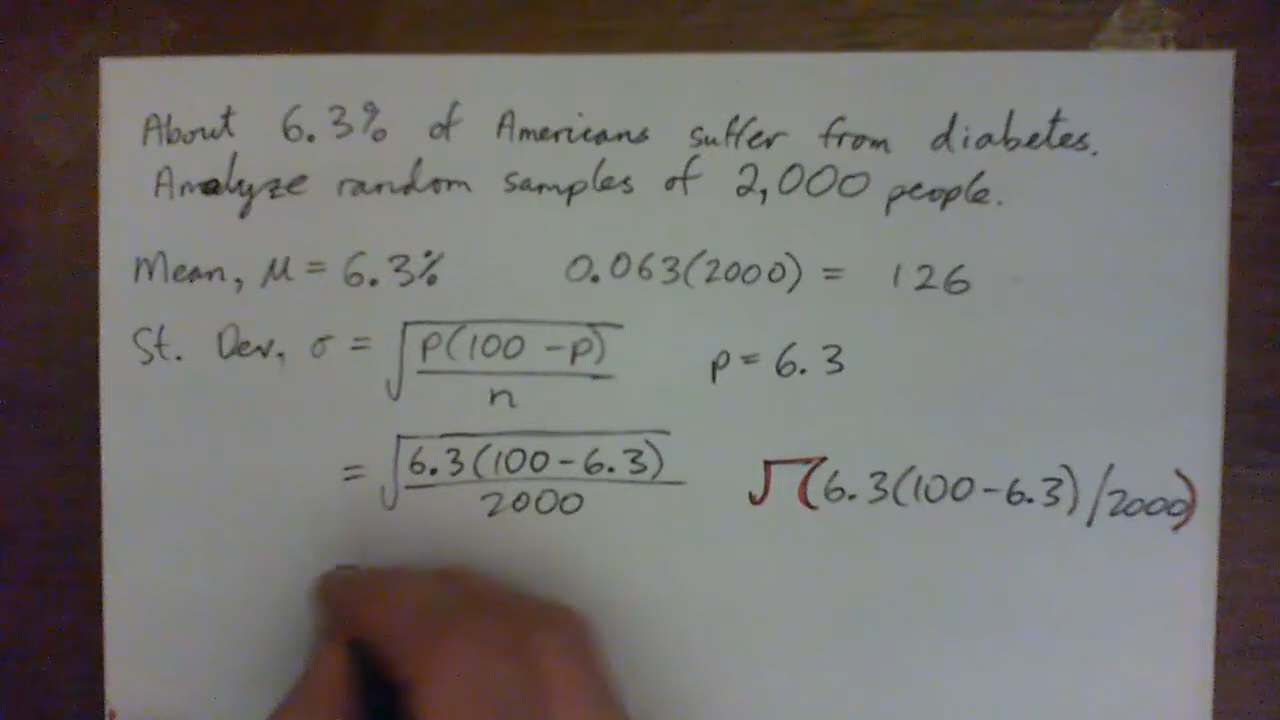 About 6.3% of Americans suffer from diabetes.
Analyze random samples of 2,000 people.
Mean, μ = 6.3% 0.063(2000) = 126
St. Dev, σ = √(p(100 - p) / n) p = 6.3
= √(6.3(100 - 6.3) / 2000) √(6.3(100 - 6.3)/2000)
=